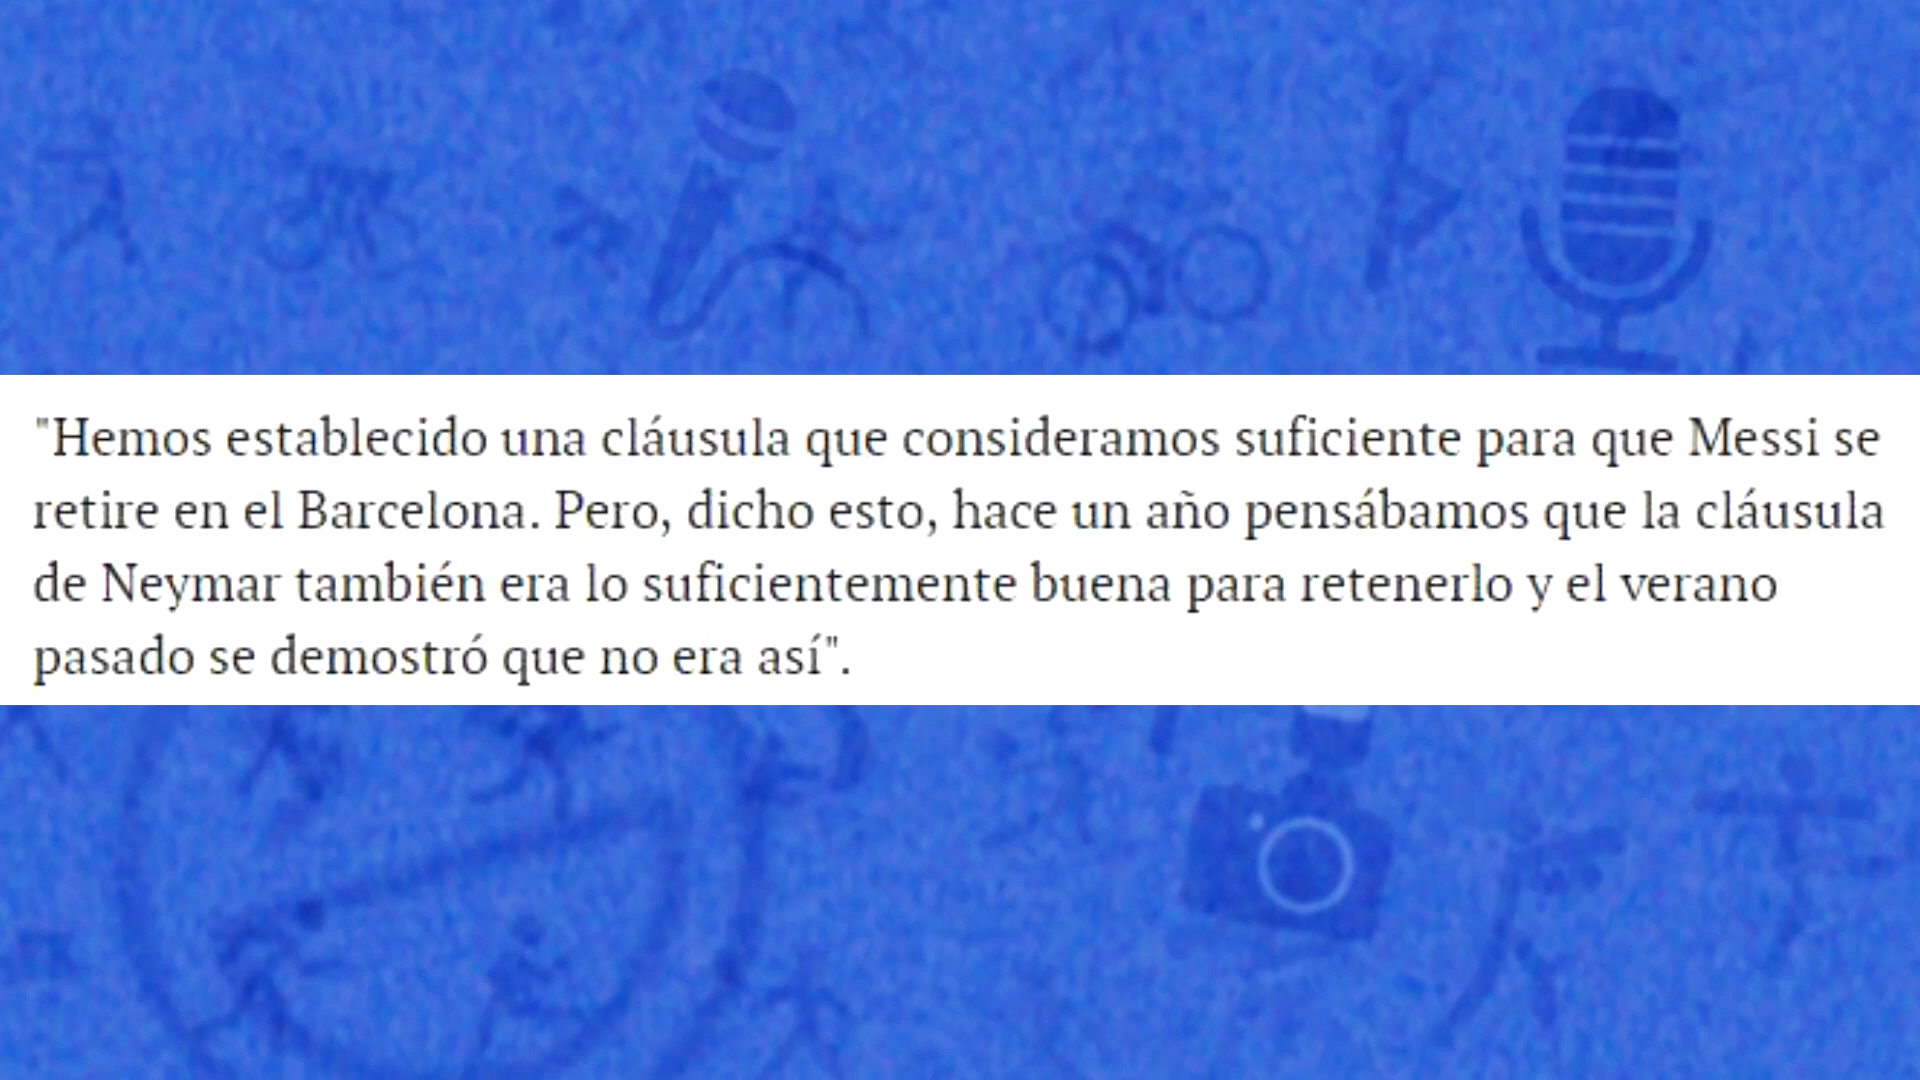 "Hemos establecido una cláusula que consideramos suficiente para que Messi se
retire en el Barcelona. Pero, dicho esto, hace un año pensábamos que la cláusula
de Neymar también era lo suficientemente buena para retenerlo y el verano
pasado se demostró que no era así".